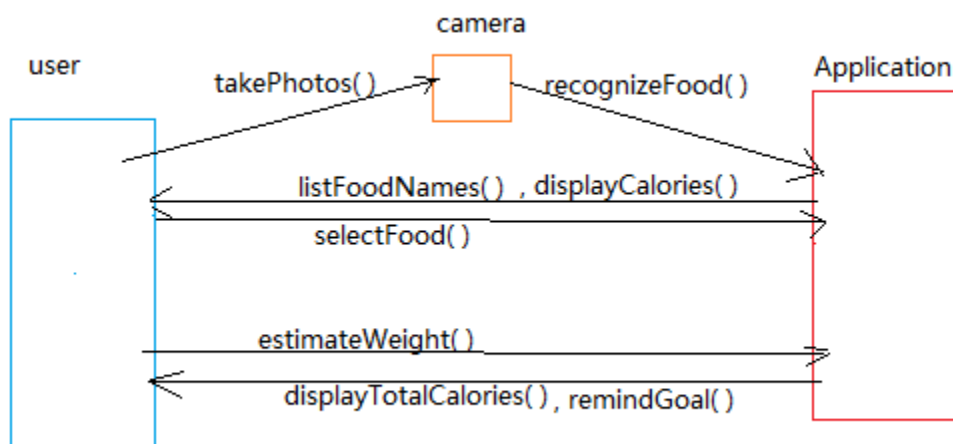 camera
user
Application
takePhotos( )
recognizeFood( )
listFoodNames( ) , displayCalories( )
selectFood( )
estimateWeight( )
displayTotalCalories( ) , remindGoal( )